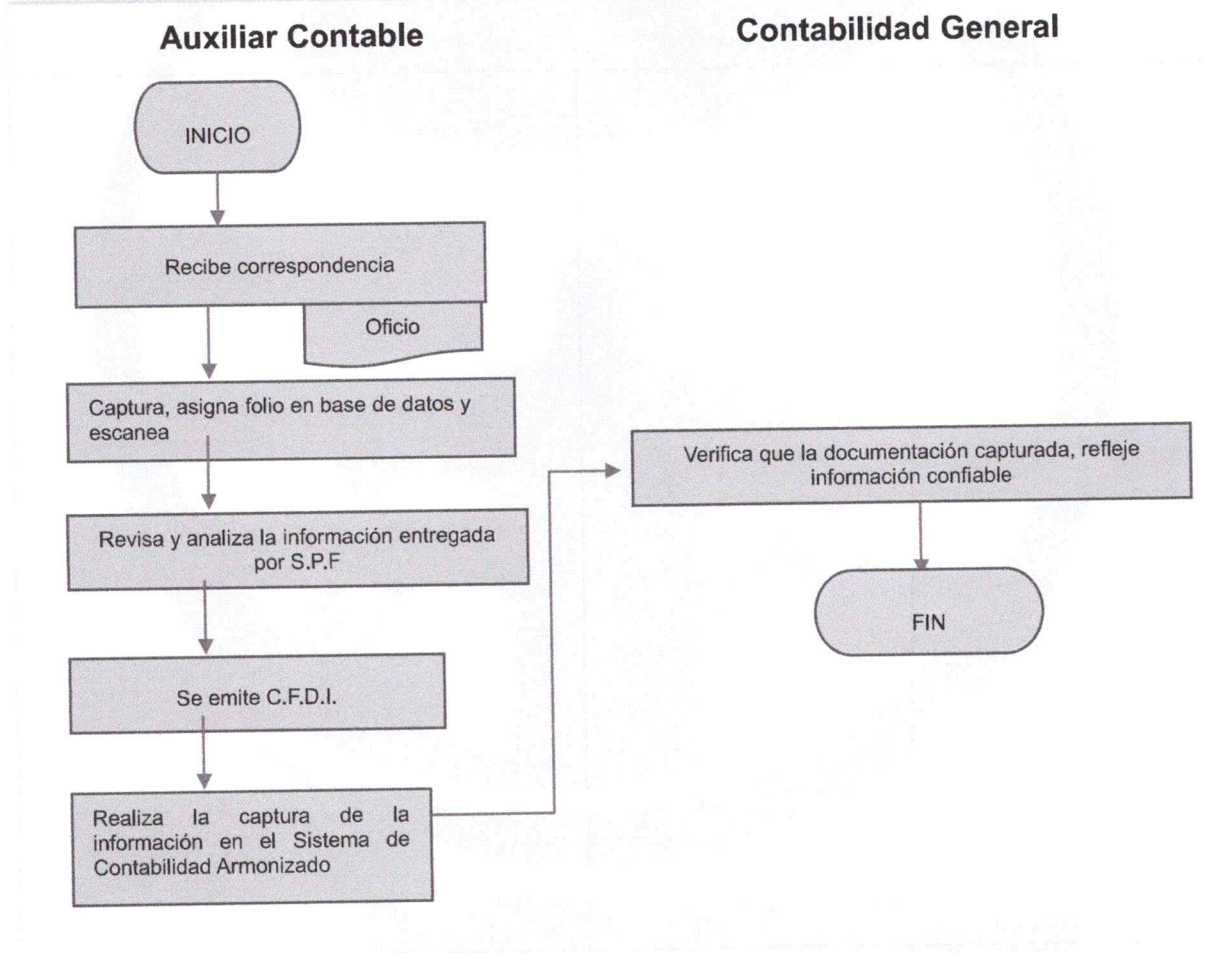 Auxiliar Contable
Contabilidad General
INICIO
Recibe correspondencia
Oficio
Captura, asigna folio en base de datos y
escanea
Revisa y analiza la información entregada
por S.P.F
Se emite C.F.D.I.
Realiza la captura de la
información en el Sistema de
Contabilidad Armonizado
Verifica que la documentación capturada, refleje
información confiable
FIN